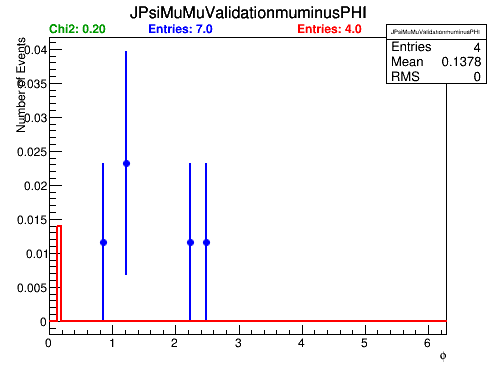 JPsiMuMuValidationmuminusPHI
Chi2: 0.20 Entries: 7.0 Entries: 4.0
JPsiMuMuValidationmuminusPHI
Entries 4
Mean 0.1378
RMS 0
Number of Events
0.04
0.035
0.03
0.025
0.02
0.015
0.01
0.005
0
0 1 2 3 4 5 6
φ